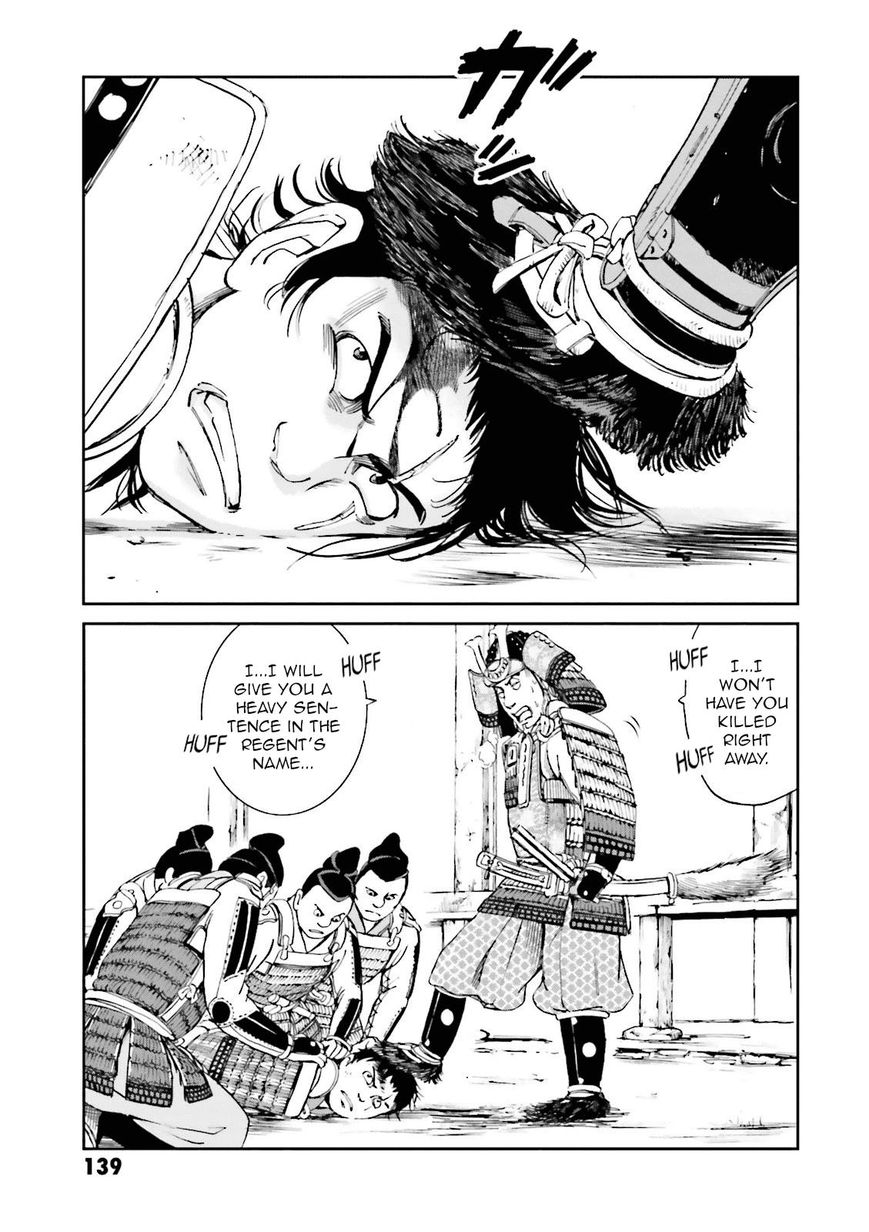 ガッ
HUFF
I...I
WON'T
HAVE YOU
KILLED
RIGHT
AWAY.
HUFF
HUFF
I...I WILL
GIVE YOU A
HEAVY SEN-
TENCE IN THE
REGENT'S
NAME...
HUFF
139